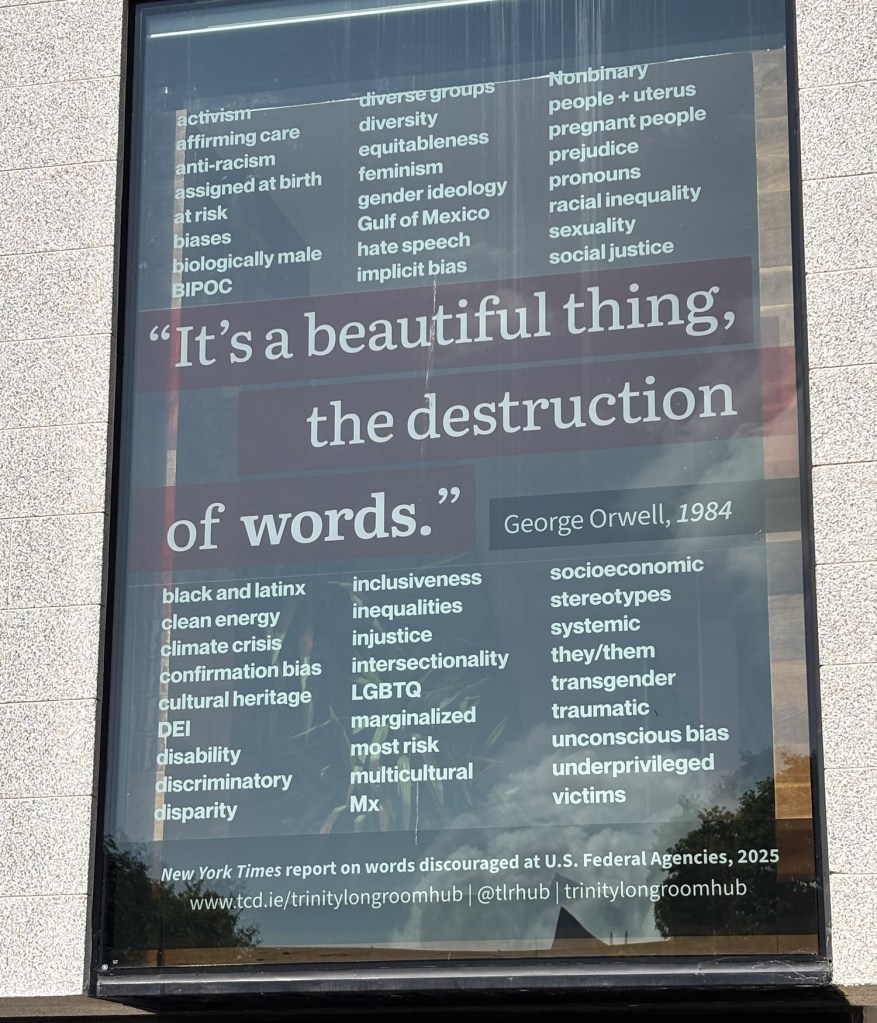 activism
affirming care
anti-racism
assigned at birth
at risk
biases
biologically male
BIPOC
diverse groups
diversity
equitableness
feminism
gender ideology
Gulf of Mexico
hate speech
implicit bias
Nonbinary
people + uterus
pregnant people
prejudice
pronouns
racial inequality
sexuality
social justice
“It’s a beautiful thing,
the destruction
of words.”
George Orwell, 1984
black and latinx
clean energy
climate crisis
confirmation bias
cultural heritage
DEI
disability
discriminatory
disparity
inclusiveness
inequalities
injustice
intersectionality
LGBTQ
marginalized
most risk
multicultural
Mx
socioeconomic
stereotypes
systemic
they/them
transgender
traumatic
unconscious bias
underprivileged
victims
New York Times report on words discouraged at U.S. Federal Agencies, 2025
www.tcd.ie/trinitylongroomhub | @tlrhub | trinitylongroomhub